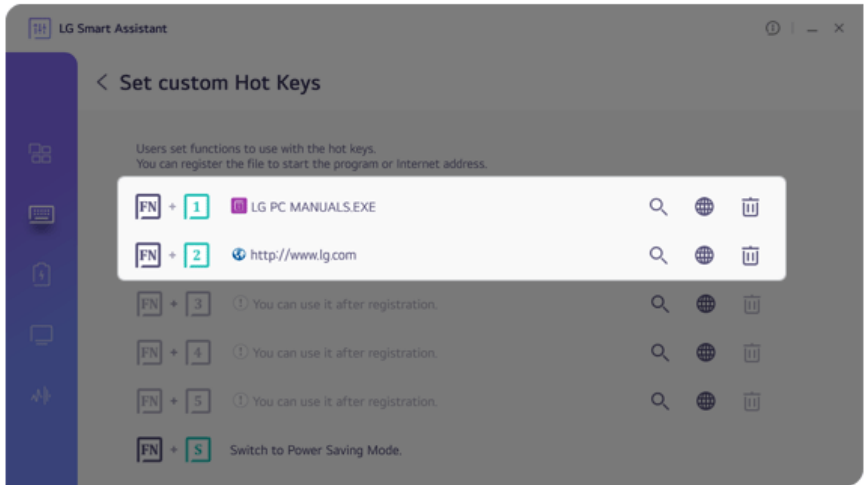 LG Smart Assistant
Set custom Hot Keys
Users set functions to use with the hot keys.
You can register the file to start the program or Internet address.
FN + 1 LG PC MANUALS.EXE
FN + 2 http://www.lg.com
FN + 3 You can use it after registration.
FN + 4 You can use it after registration.
FN + 5 You can use it after registration.
FN + S Switch to Power Saving Mode.